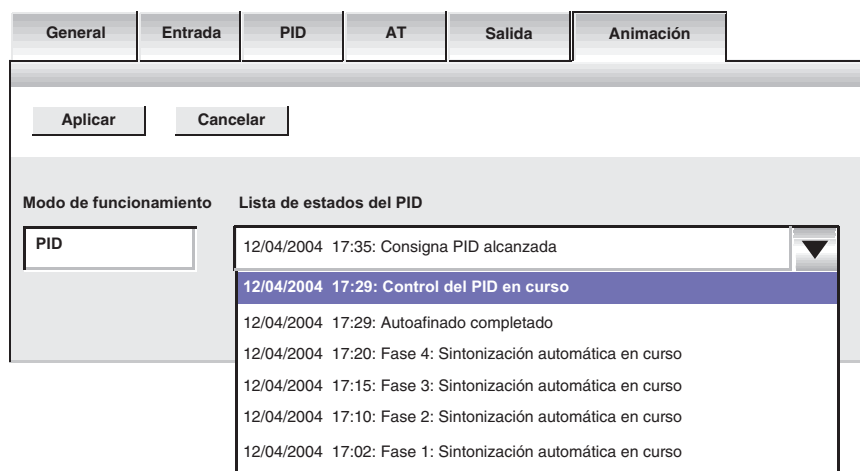 General Entrada PID AT Salida Animación
Aplicar Cancelar
Modo de funcionamiento Lista de estados del PID
PID 12/04/2004 17:35: Consigna PID alcanzada
12/04/2004 17:29: Control del PID en curso
12/04/2004 17:29: Autoafinado completado
12/04/2004 17:20: Fase 4: Sintonización automática en curso
12/04/2004 17:15: Fase 3: Sintonización automática en curso
12/04/2004 17:10: Fase 2: Sintonización automática en curso
12/04/2004 17:02: Fase 1: Sintonización automática en curso